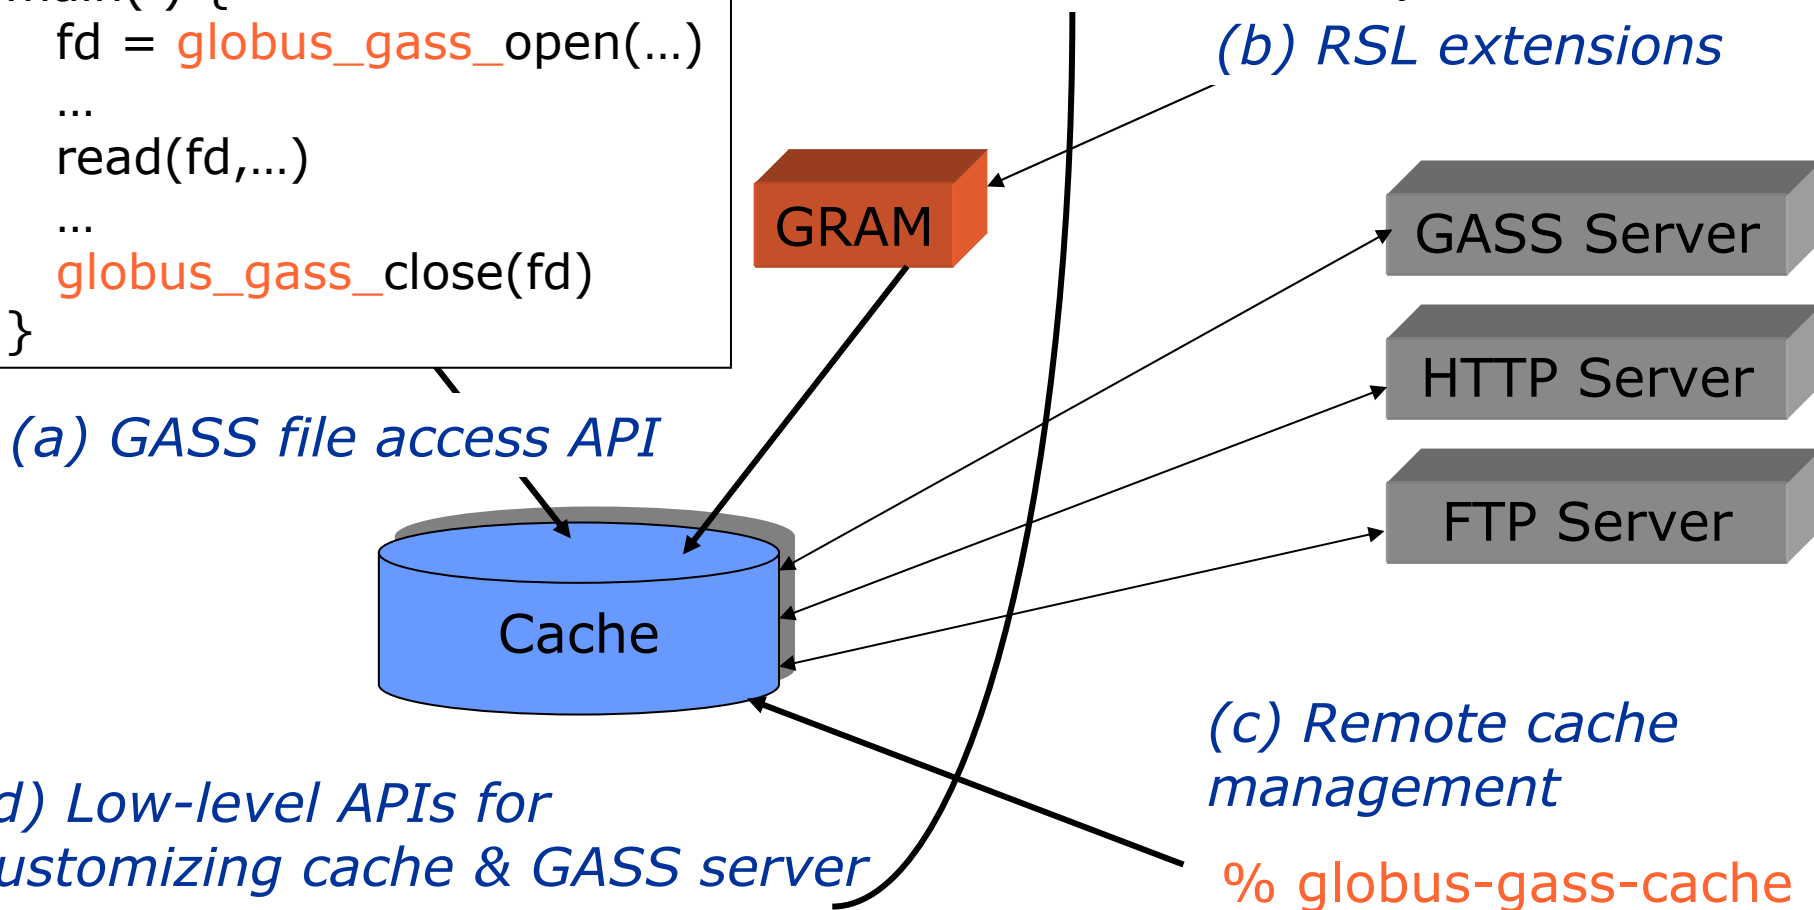 main( ) {
fd = globus_gass_open(…)
…
read(fd,…)
…
globus_gass_close(fd)
}
(b) RSL extensions
GRAM
GASS Server
HTTP Server
FTP Server
(a) GASS file access API
Cache
(c) Remote cache
management
d) Low-level APIs for
ustomizing cache & GASS server
% globus-gass-cache